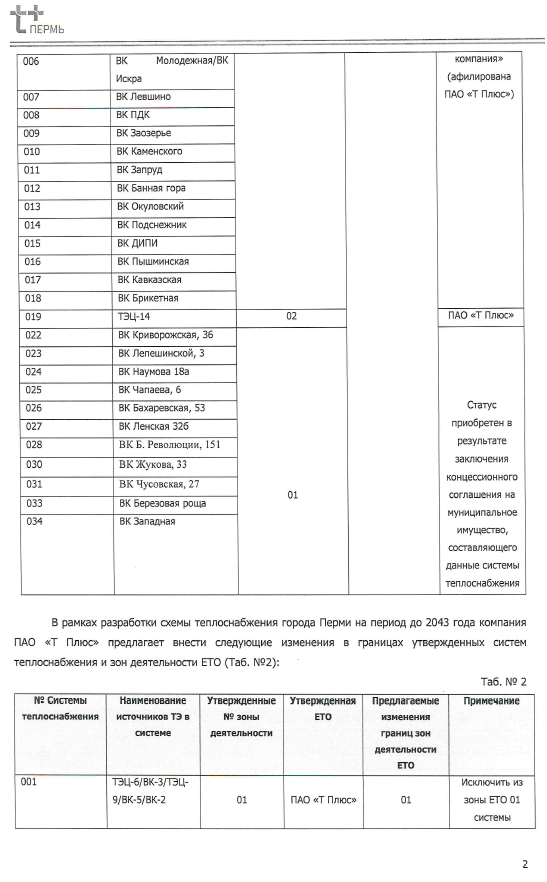 т+
ПЕРМЬ
006 ВК Молодежная/ВК компания»
Искра (афилирована
007 ВК Левшино ПАО «Т Плюс»)
008 ВК ПДК
009 ВК Заозерье
010 ВК Каменского
011 ВК Запруд
012 ВК Банная гора
013 ВК Окуловский
014 ВК Подснежник
015 ВК ДИПИ
016 ВК Пышминская
017 ВК Кавказская
018 ВК Брикетная
019 ТЭЦ-14 02 ПАО «Т Плюс»
022 ВК Криворожская, 36
023 ВК Лепешинской, 3
024 ВК Наумова 18а
025 ВК Чапаева, 6
026 ВК Бахаревская, 53
027 ВК Ленская 32б
028 ВК Б. Революции, 151
030 ВК Жукова, 33
031 ВК Чусовская, 27
033 ВК Березовая роща
034 ВК Западная
01
Статус
приобретен в
результате
заключения
концессионного
соглашения на
муниципальное
имущество,
составляющего
данные системы
теплоснабжения
В рамках разработки схемы теплоснабжения города Перми на период до 2043 года компания
ПАО «Т Плюс» предлагает внести следующие изменения в границах утвержденных систем
теплоснабжения и зон деятельности ЕТО (Таб. №2):
Таб. № 2
№ Системы теплоснабжения
Наименование источников ТЭ в системе
Утвержденные № зоны деятельности
Утвержденная ЕТО
Предлагаемые изменения границ зон деятельности ЕТО
Примечание
001 ТЭЦ-6/ВК-3/ТЭЦ- Исключить из
9/ВК-5/ВК-2 01 ПАО «Т Плюс» 01 зоны ЕТО 01
системы
2